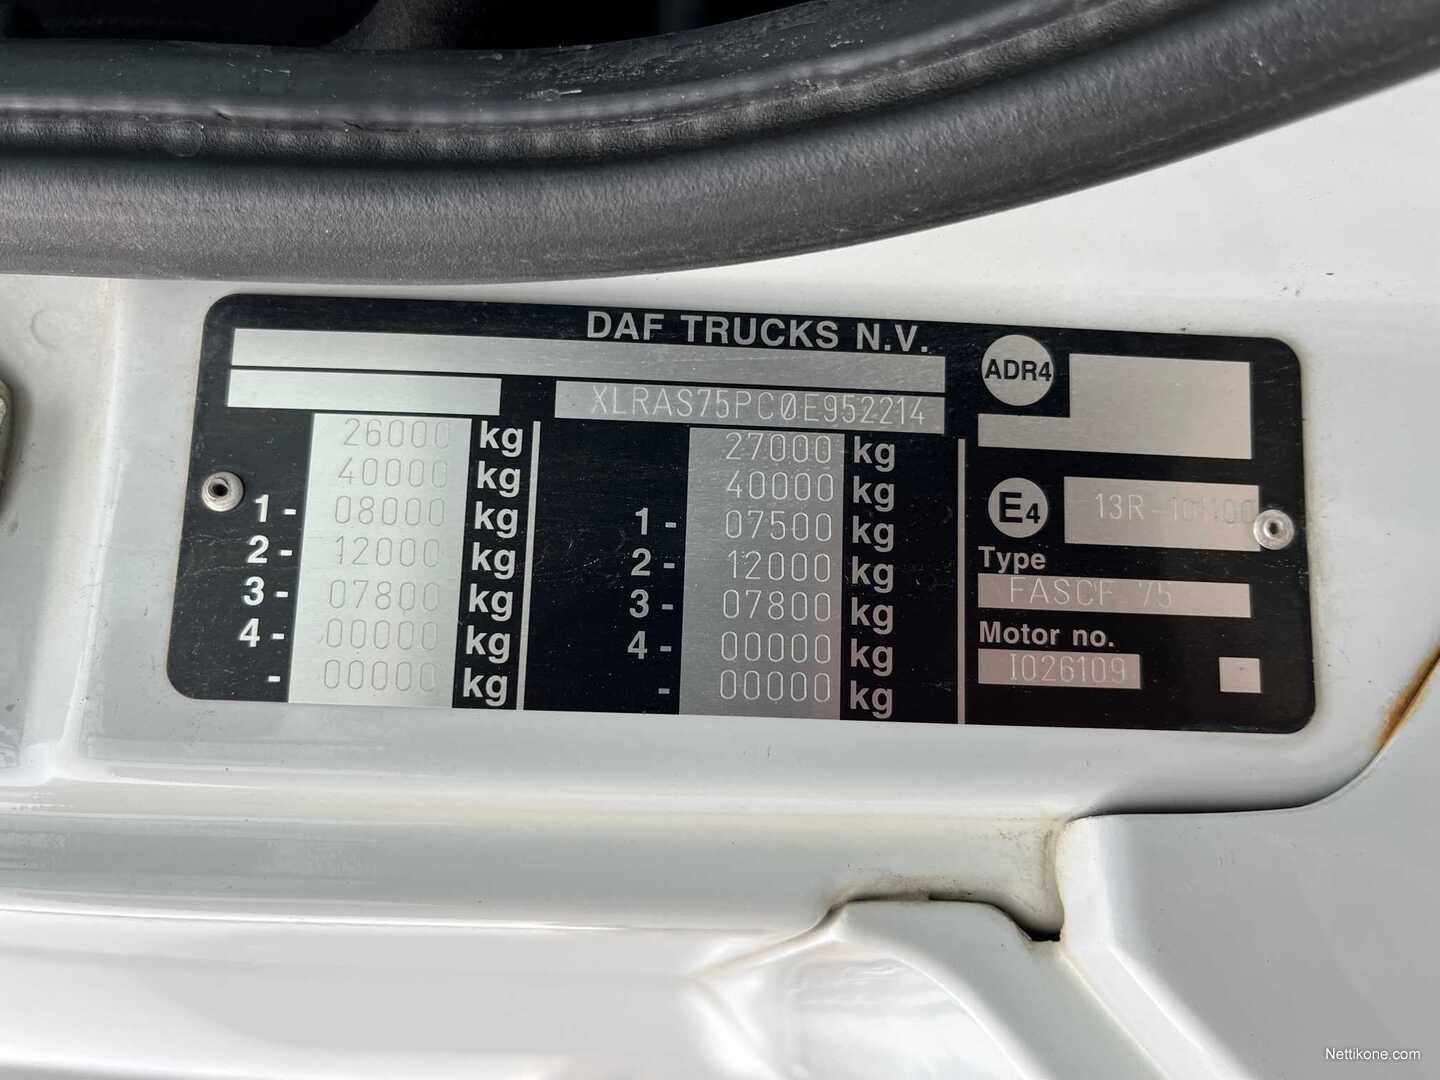 DAF TRUCKS N.V.
XLRAS75PC0E952214
26000 kg
40000 kg
1 - 08000 kg
2 - 12000 kg
3 - 07800 kg
4 - 00000 kg
- 00000 kg
27000 kg
40000 kg
1 - 07500 kg
2 - 12000 kg
3 - 07800 kg
4 - 00000 kg
- 00000 kg
ADR4
E4
13R-
Type
FASCF 75
Motor no.
I026109
Nettikone.com